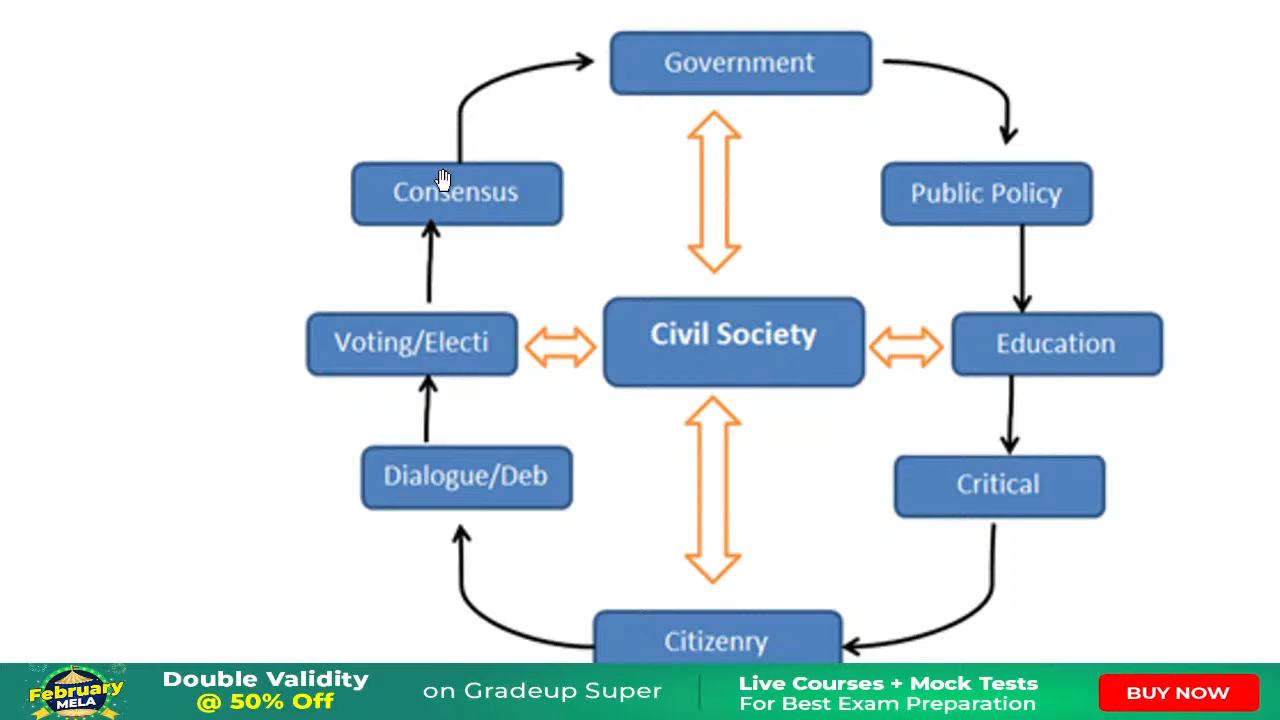 Government
Consensus
Public Policy
Voting/Electi
Civil Society
Education
Dialogue/Deb
Critical
Citizenry
February
MELA
Double Validity
@ 50% Off
on Gradeup Super
Live Courses + Mock Tests
For Best Exam Preparation
BUY NOW